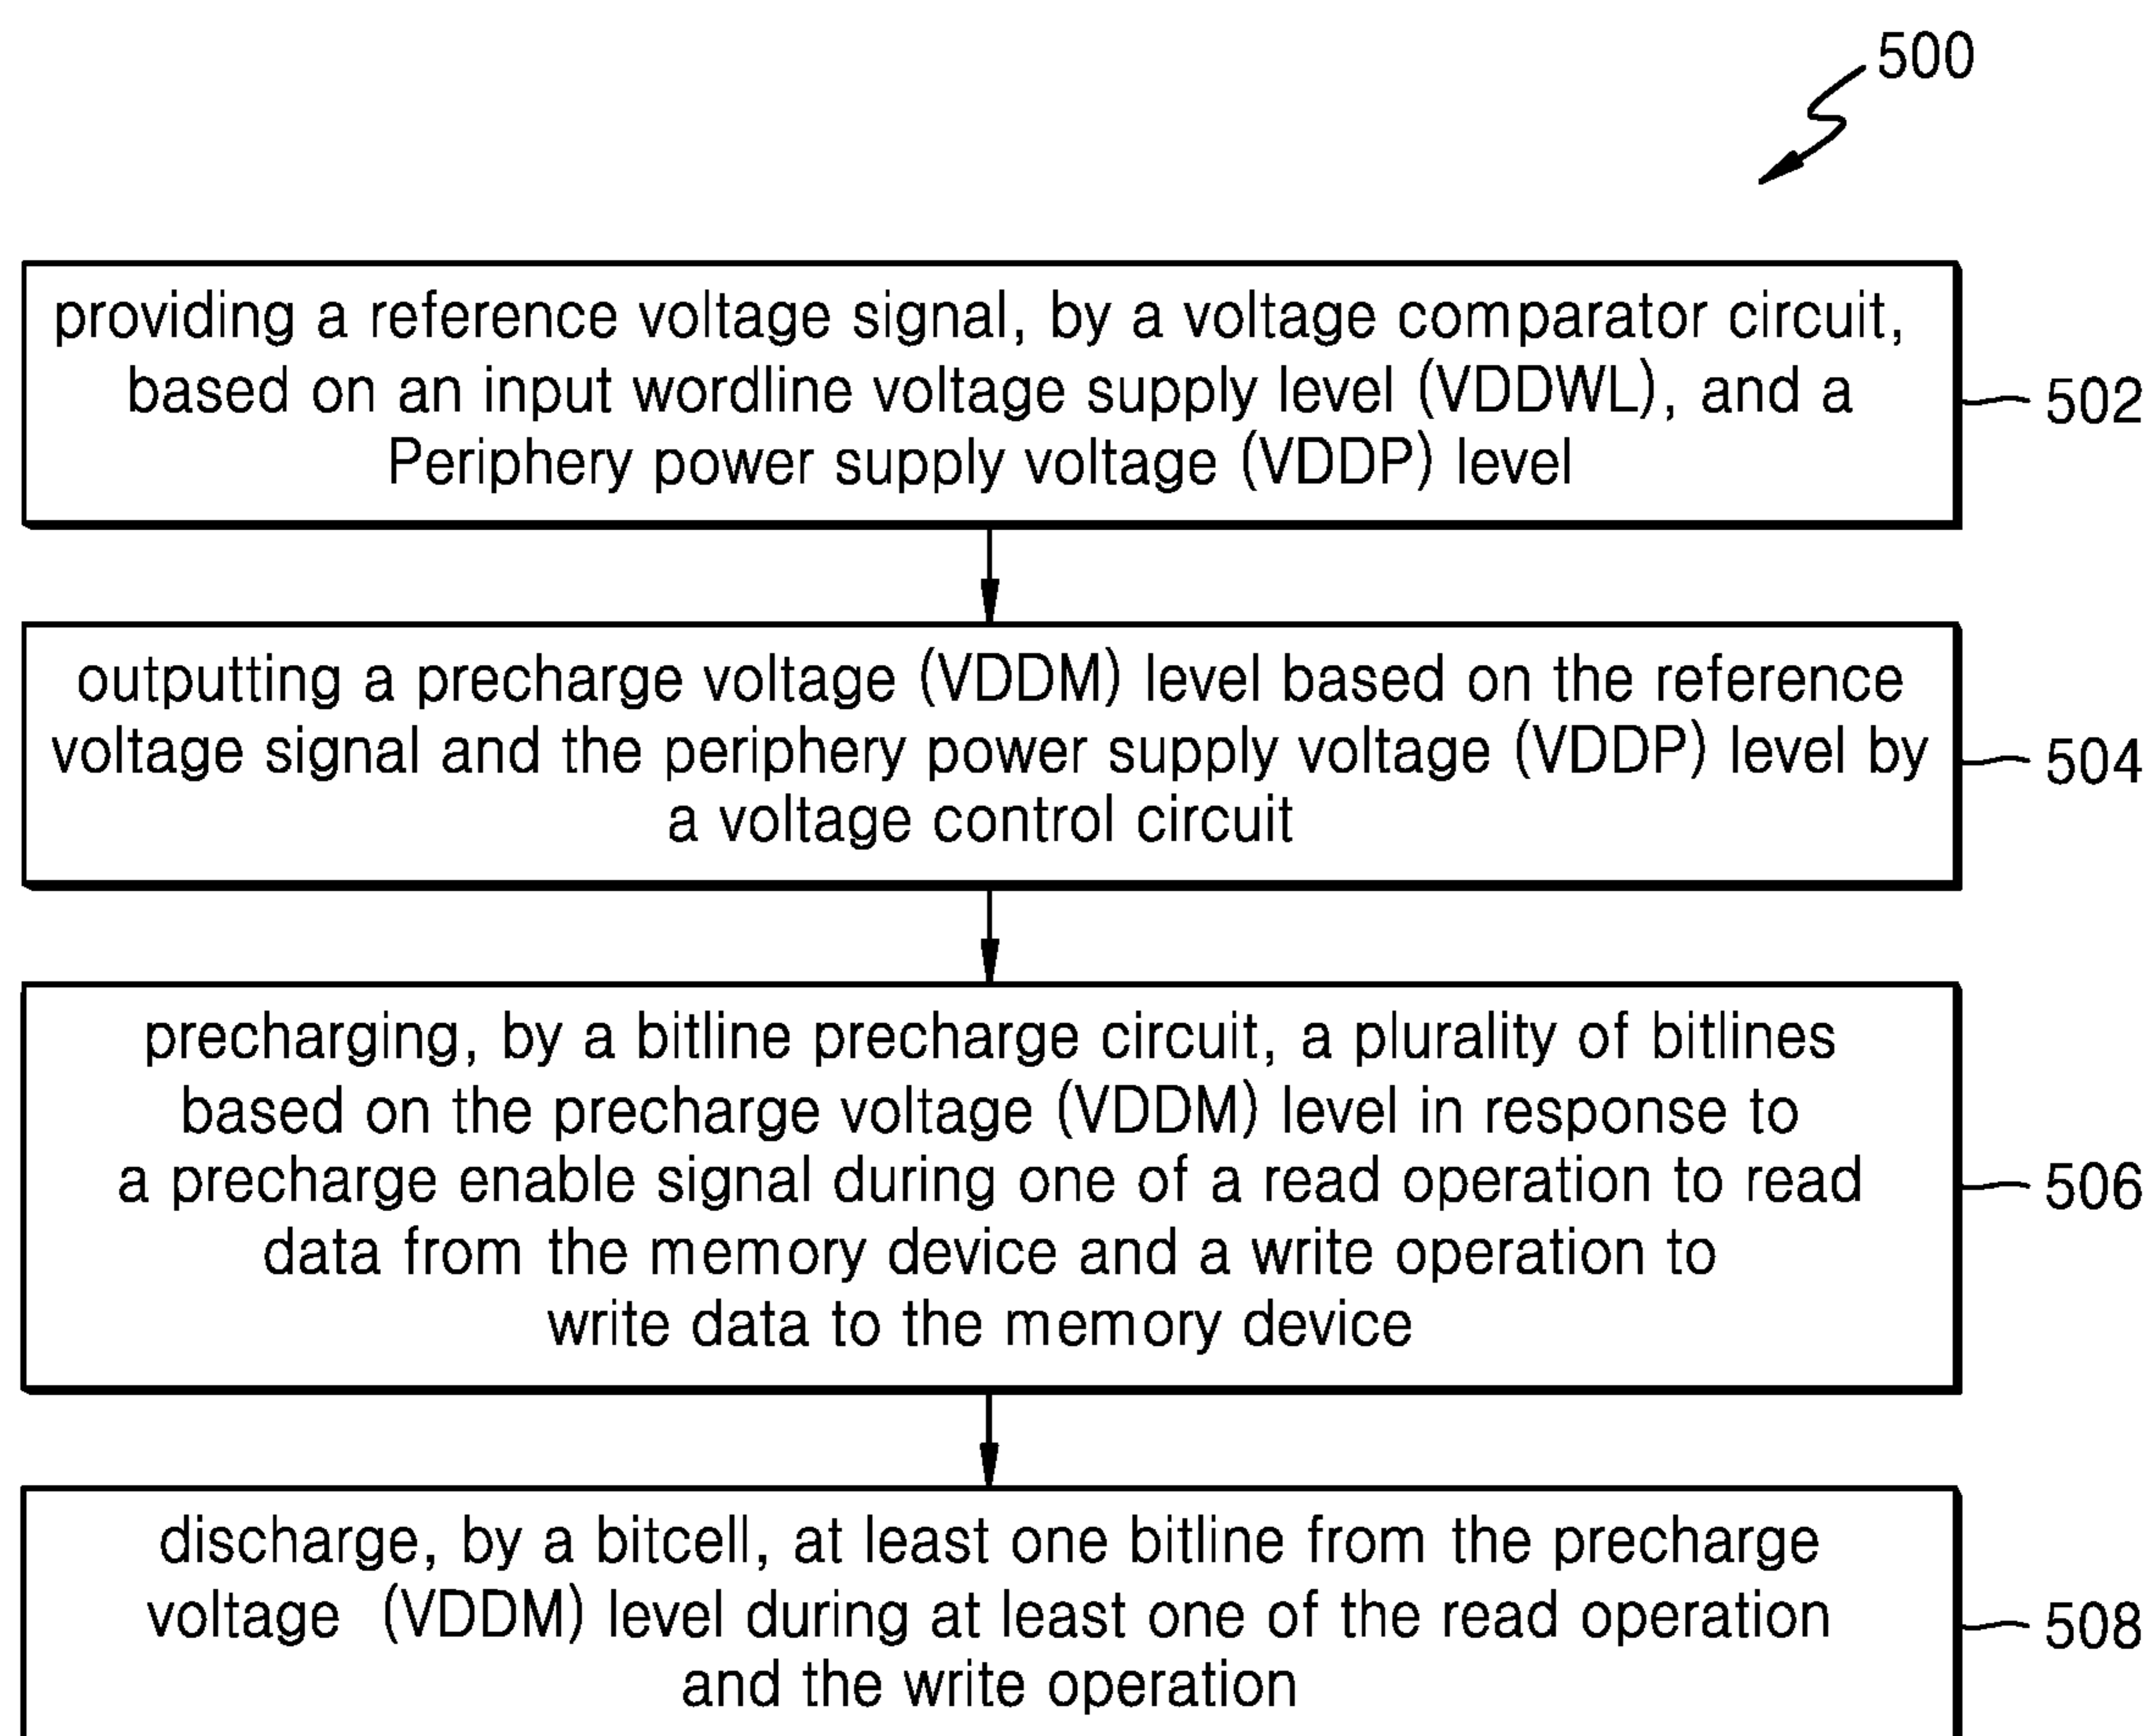 500
providing a reference voltage signal, by a voltage comparator circuit,
based on an input wordline voltage supply level (VDDWL), and a
Periphery power supply voltage (VDDP) level
502
outputting a precharge voltage (VDDM) level based on the reference
voltage signal and the periphery power supply voltage (VDDP) level by
a voltage control circuit
504
precharging, by a bitline precharge circuit, a plurality of bitlines
based on the precharge voltage (VDDM) level in response to
a precharge enable signal during one of a read operation to read
data from the memory device and a write operation to
write data to the memory device
506
discharge, by a bitcell, at least one bitline from the precharge
voltage (VDDM) level during at least one of the read operation
and the write operation
508